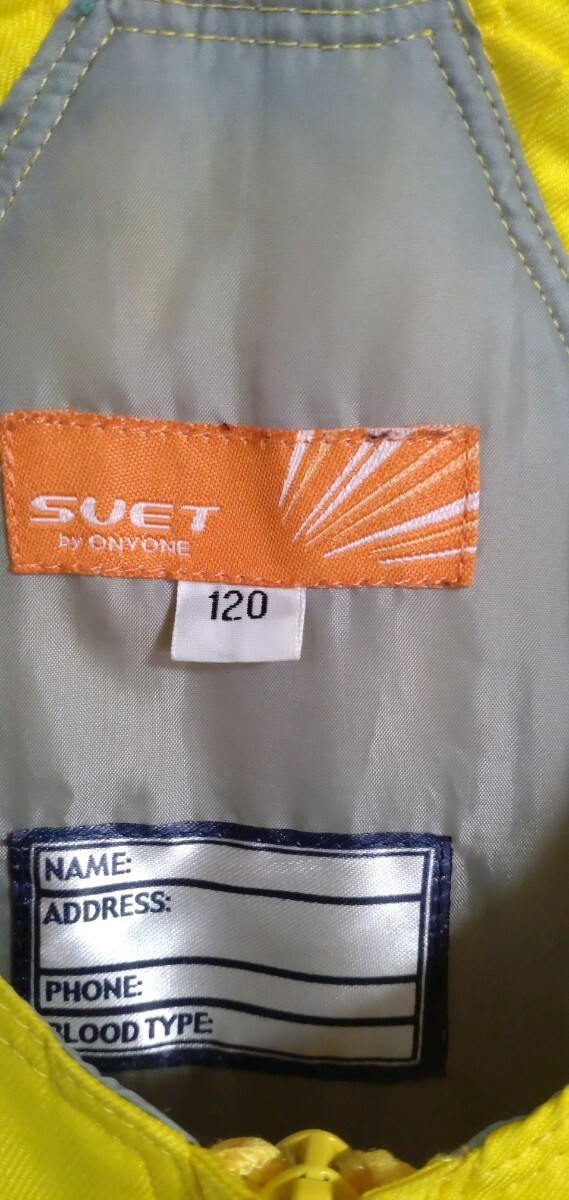 SUET
by ONYONE
120
NAME:
ADDRESS:
PHONE:
BLOOD TYPE: